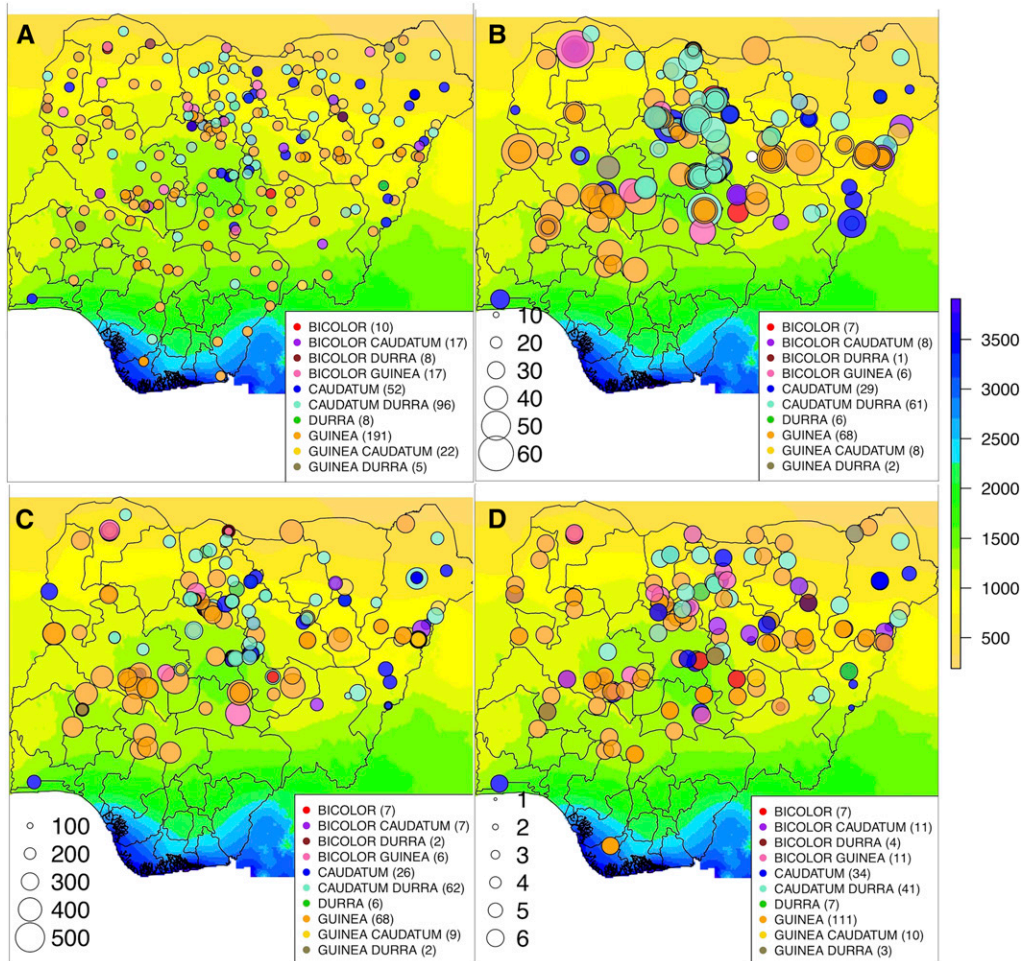 A
BICOLOR (10)
BICOLOR CAUDATUM (17)
BICOLOR DURRA (8)
BICOLOR GUINEA (17)
CAUDATUM (52)
CAUDATUM DURRA (96)
DURRA (8)
GUINEA (191)
GUINEA CAUDATUM (22)
GUINEA DURRA (5)
B
10
20
30
40
50
60
BICOLOR (7)
BICOLOR CAUDATUM (8)
BICOLOR DURRA (1)
BICOLOR GUINEA (6)
CAUDATUM (29)
CAUDATUM DURRA (61)
DURRA (6)
GUINEA (68)
GUINEA CAUDATUM (8)
GUINEA DURRA (2)
3500
3000
2500
2000
1500
1000
500
C
100
200
300
400
500
BICOLOR (7)
BICOLOR CAUDATUM (7)
BICOLOR DURRA (2)
BICOLOR GUINEA (6)
CAUDATUM (26)
CAUDATUM DURRA (62)
DURRA (6)
GUINEA (68)
GUINEA CAUDATUM (9)
GUINEA DURRA (2)
D
1
2
3
4
5
6
BICOLOR (7)
BICOLOR CAUDATUM (11)
BICOLOR DURRA (4)
BICOLOR GUINEA (11)
CAUDATUM (34)
CAUDATUM DURRA (41)
DURRA (7)
GUINEA (111)
GUINEA CAUDATUM (10)
GUINEA DURRA (3)